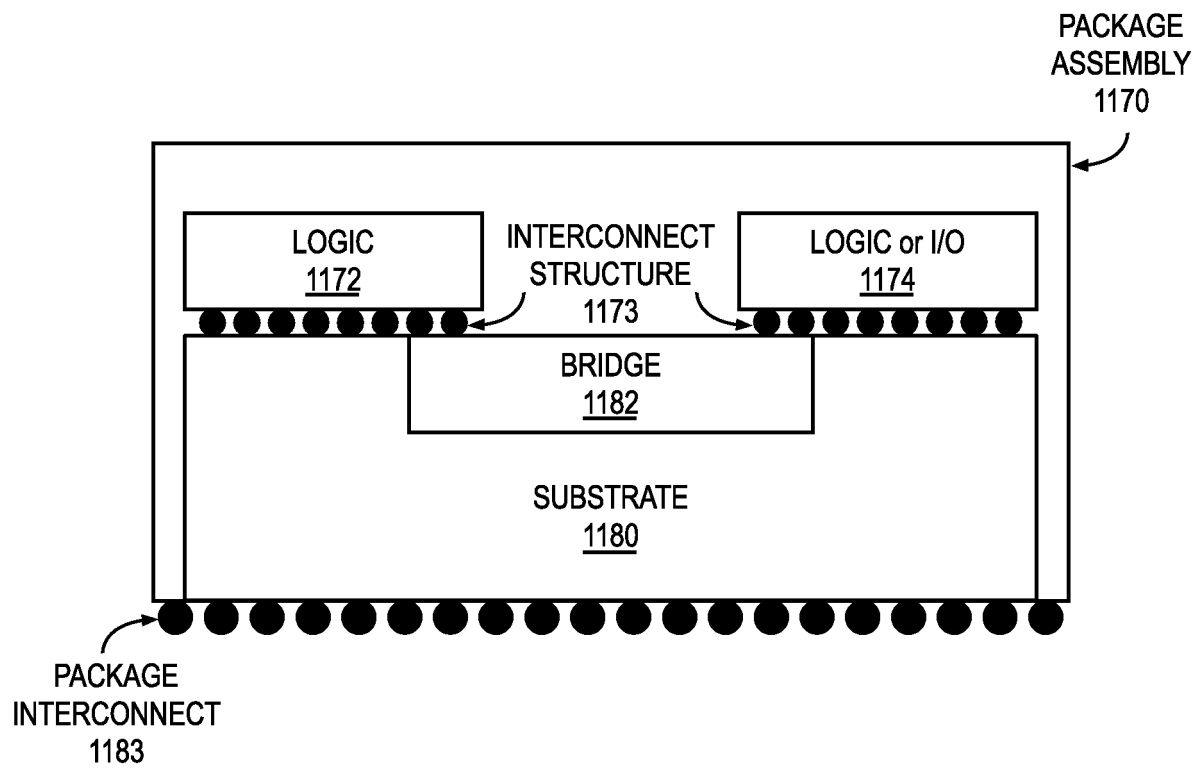 PACKAGE
ASSEMBLY
1170
LOGIC
1172
INTERCONNECT
STRUCTURE
1173
LOGIC or I/O
1174
BRIDGE
1182
SUBSTRATE
1180
PACKAGE
INTERCONNECT
1183